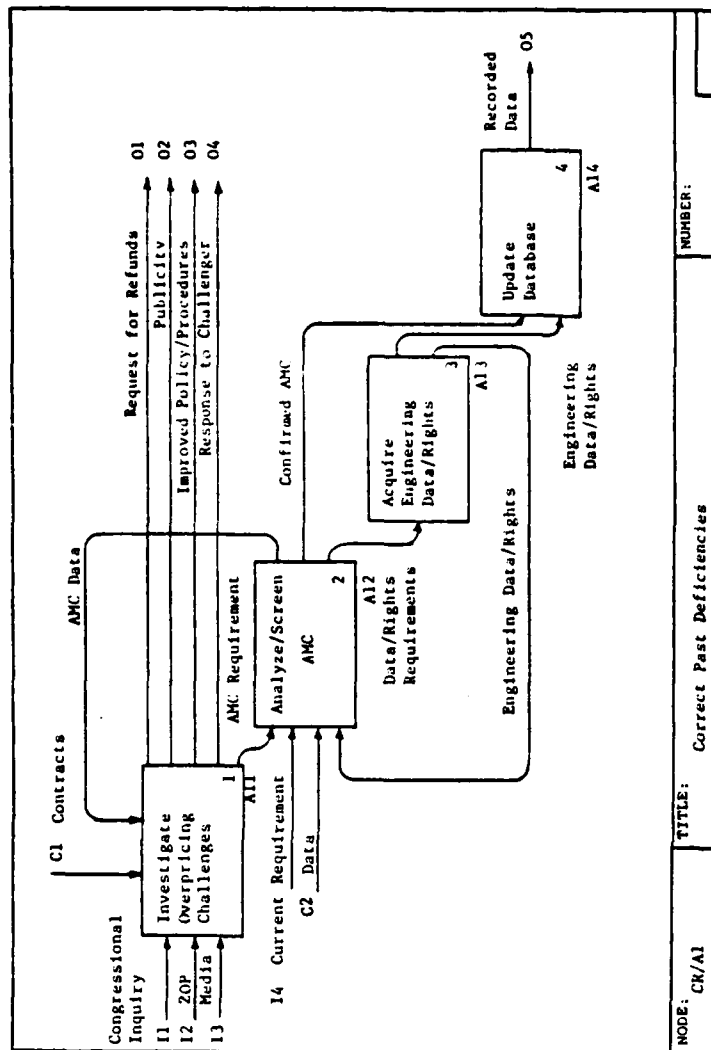 C1 Contracts
AMC Data
Congressional
Inquiry
I1
I2 ZOP
Media
I3
Investigate
Overpricing
Challenges
1
A11
Request for Refunds O1
Publicity O2
Improved Policy/Procedures O3
Response to Challenger O4
AMC Requirement
I4 Current Requirement
C2 Data
Analyze/Screen
AMC
2
A12
Data/Rights
Requirements
Confirmed AMC
Acquire
Engineering
Data/Rights
3
A13
Engineering Data/Rights
Engineering
Data/Rights
Update
Database
4
A14
Recorded
Data
O5
NODE: CR/A1
TITLE: Correct Past Deficiencies
NUMBER: